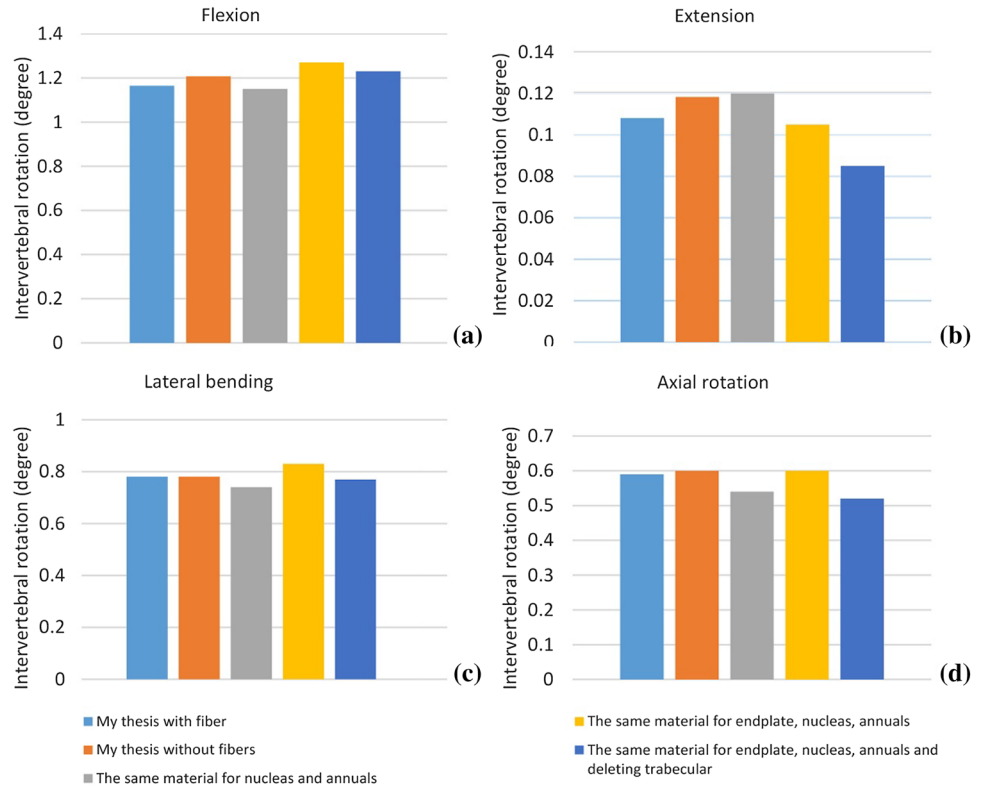 Flexion
Intervertebral rotation (degree)
1.4
1.2
1
0.8
0.6
0.4
0.2
0
(a)
Extension
Intervertebral rotation (degree)
0.14
0.12
0.1
0.08
0.06
0.04
0.02
0
(b)
Lateral bending
Intervertebral rotation (degree)
1
0.8
0.6
0.4
0.2
0
(c)
Axial rotation
Intervertebral rotation (degree)
0.7
0.6
0.5
0.4
0.3
0.2
0.1
0
(d)
My thesis with fiber
My thesis without fibers
The same material for nucleas and annuals
The same material for endplate, nucleas, annuals
The same material for endplate, nucleas, annuals and
deleting trabecular